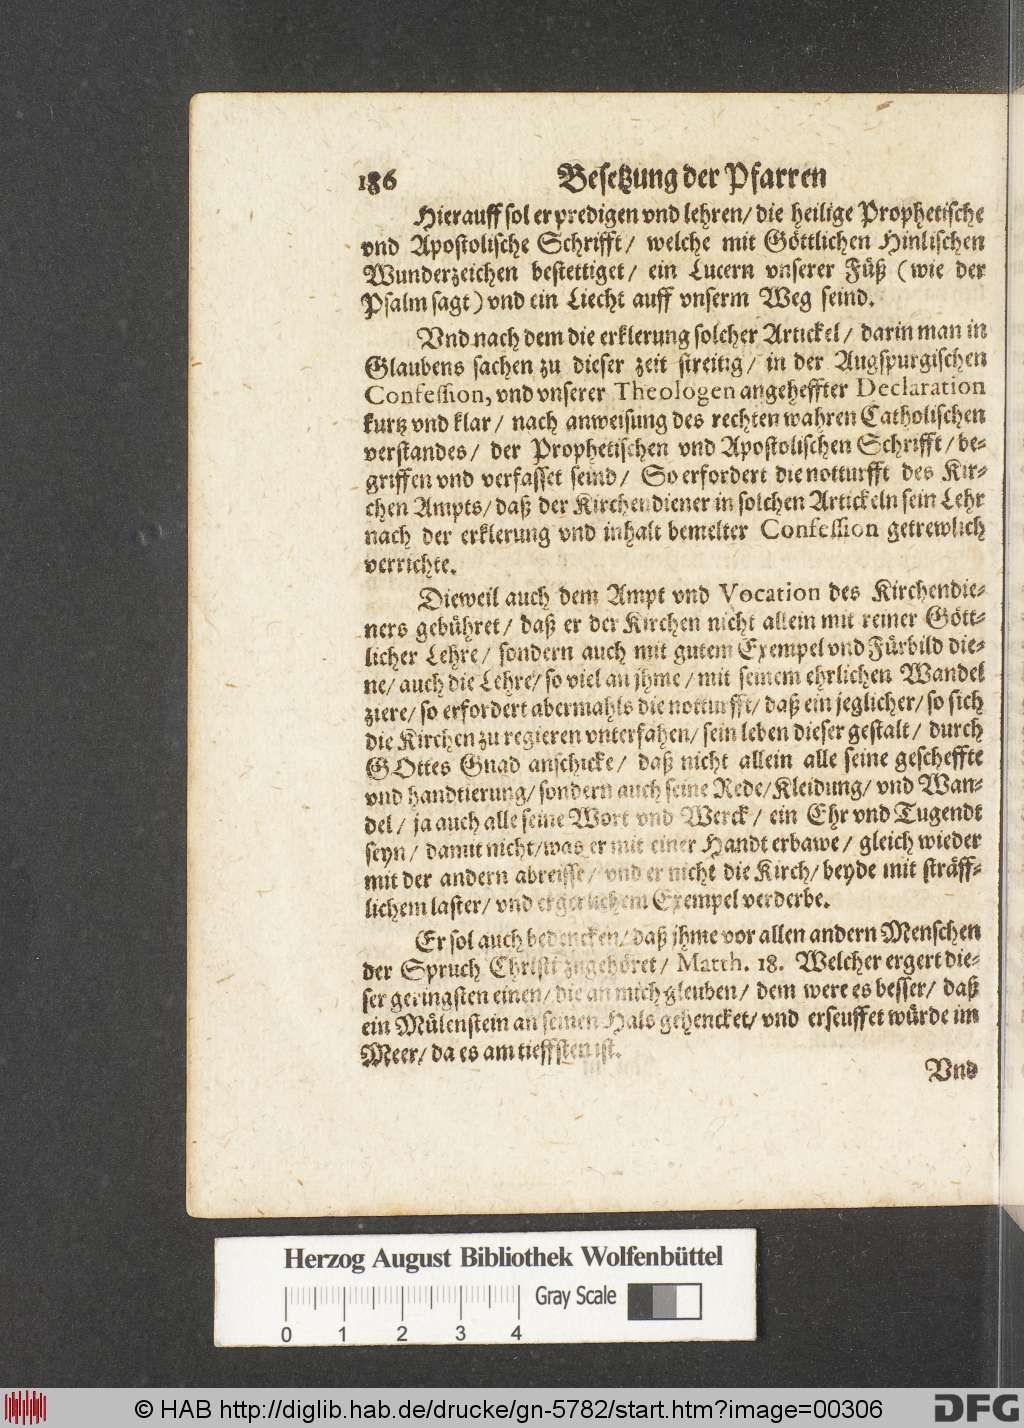 186 Besetzung der Pfarren
Hierauff sol er predigen vnd lehren/ die heilige Prophetische
vnd Apostolische Schrifft/ welche mit Göttlichen Hinlischen
Wunderzeichen bestettiget/ ein Lucern vnserer Füß (wie der
Psalm sagt) vnd ein Liecht auff vnserm Weg seind.
Vnd nach dem die erklerung solcher Artickel/ darin man in
Glaubens sachen zu dieser zeit streitig/ in der Augspurgischen
Confession, vnd vnserer Theologen angeheffter Declaration
kurtz vnd klar/ nach anweisung des rechten wahren Catholischen
verstandes/ der Prophetischen vnd Apostolischen Schrifft/ be-
griffen vnd verfasset seind/ So erfordert die notturfft des Kir-
chen Ampts/ daß der Kirchendiener in solchen Artickeln sein Lehr
nach der erklerung vnd inhalt bemelter Confession getrewlich
verrichte.
Dieweil auch dem Ampt vnd Vocation des Kirchendie-
ners gebühret/ daß er der Kirchen nicht allein mit reiner Gött-
licher Lehre/ sondern auch mit gutem Exempel vnd Fürbild die-
ne/ auch die Lehre/ so viel an jhme/ mit seinem ehrlichen Wandel
ziere/ so erfordert abermahls die notturfft/ daß ein jeglicher/ so sich
die Kirchen zu regieren vnterfahen/ sein leben dieser gestalt/ durch
GOttes Gnad anschicke/ daß nicht allein alle seine gescheffte
vnd handtierung/ sondern auch seine Rede/ Kleidung/ vnd Wan-
del/ ja auch alle seine Wort vnd Werck/ ein Ehr vnd Tugendt
seyn/ damit nicht/ was er mit einer Handt erbawe/ gleich wieder
mit der andern abreisse/ vnd er nicht die Kirch/ beyde mit sträff-
lichem laster/ vnd ergerlichem Exempel verderbe.
Er sol auch bedencken/ daß jhme vor allen andern Menschen
der Spruch Christi zugehöret/ Matth. 18. Welcher ergert die-
ser geringsten einen/ die an mich gleuben/ dem were es besser/ daß
ein Mülenstein an seinen Hals gehencket/ vnd erseuffet würde im
Meer/ da es am tieffsten ist.
Vnd
Herzog August Bibliothek Wolfenbüttel
Gray Scale
0 1 2 3 4
© HAB http://diglib.hab.de/drucke/gn-5782/start.htm?image=00306
DFG